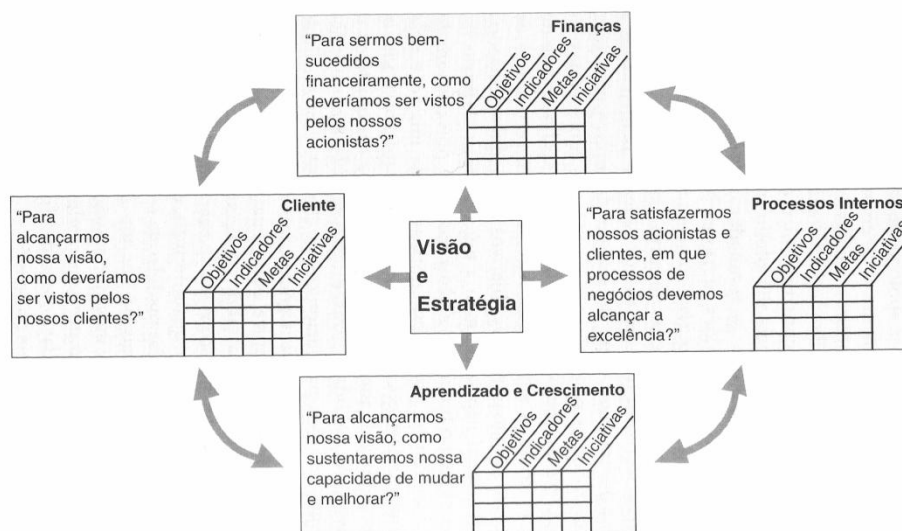 Finanças
“Para sermos bem-
sucedidos
financeiramente, como
deveríamos ser vistos
pelos nossos
acionistas?”
Objetivos
Indicadores
Metas
Iniciativas
Cliente
“Para
alcançarmos
nossa visão,
como deveríamos
ser vistos pelos
nossos clientes?”
Objetivos
Indicadores
Metas
Iniciativas
Visão
e
Estratégia
Processos Internos
“Para satisfazermos
nossos acionistas e
clientes, em que
processos de
negócios devemos
alcançar a
excelência?”
Objetivos
Indicadores
Metas
Iniciativas
Aprendizado e Crescimento
“Para alcançarmos
nossa visão, como
sustentaremos nossa
capacidade de mudar
e melhorar?”
Objetivos
Indicadores
Metas
Iniciativas